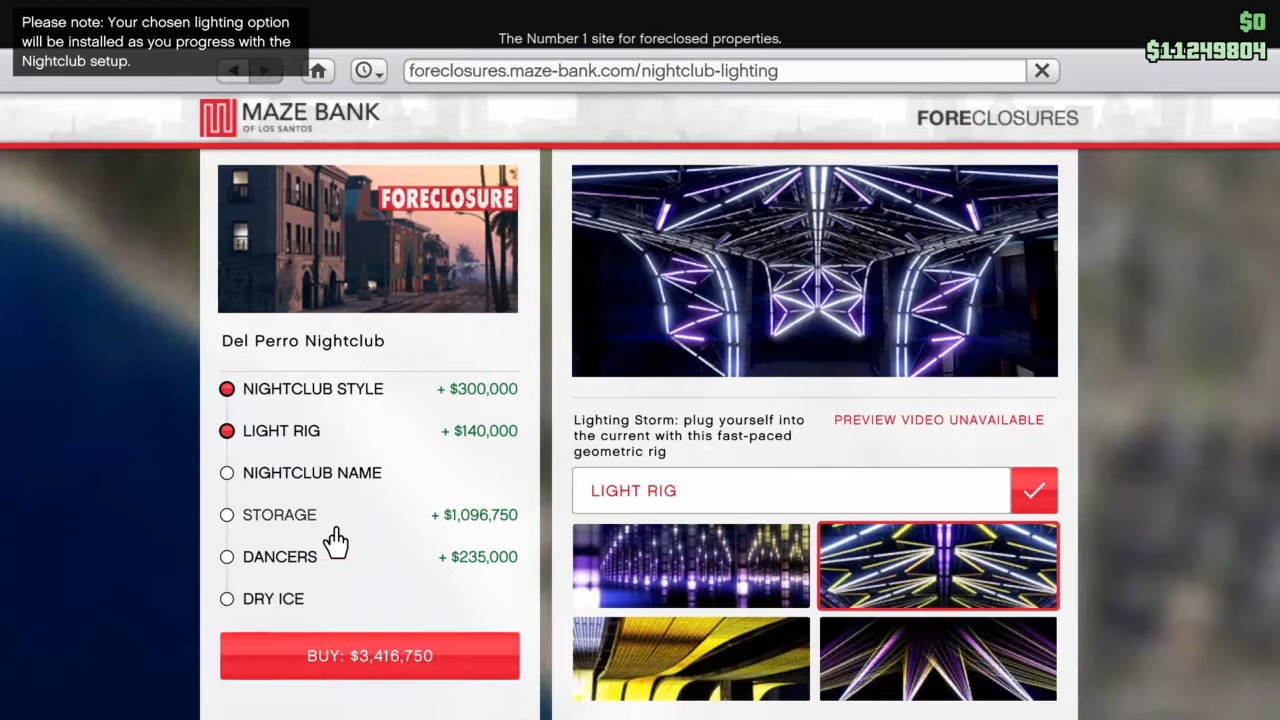 Please note: Your chosen lighting option
will be installed as you progress with the
Nightclub setup.
$0
$11249804
The Number 1 site for foreclosed properties.
foreclosures.maze-bank.com/nightclub-lighting
MAZE BANK
OF LOS SANTOS
FORECLOSURES
FORECLOSURE
Del Perro Nightclub
NIGHTCLUB STYLE + $300,000
LIGHT RIG + $140,000
NIGHTCLUB NAME
STORAGE + $1,096,750
DANCERS + $235,000
DRY ICE
BUY: $3,416,750
Lighting Storm: plug yourself into
the current with this fast-paced
geometric rig
PREVIEW VIDEO UNAVAILABLE
LIGHT RIG